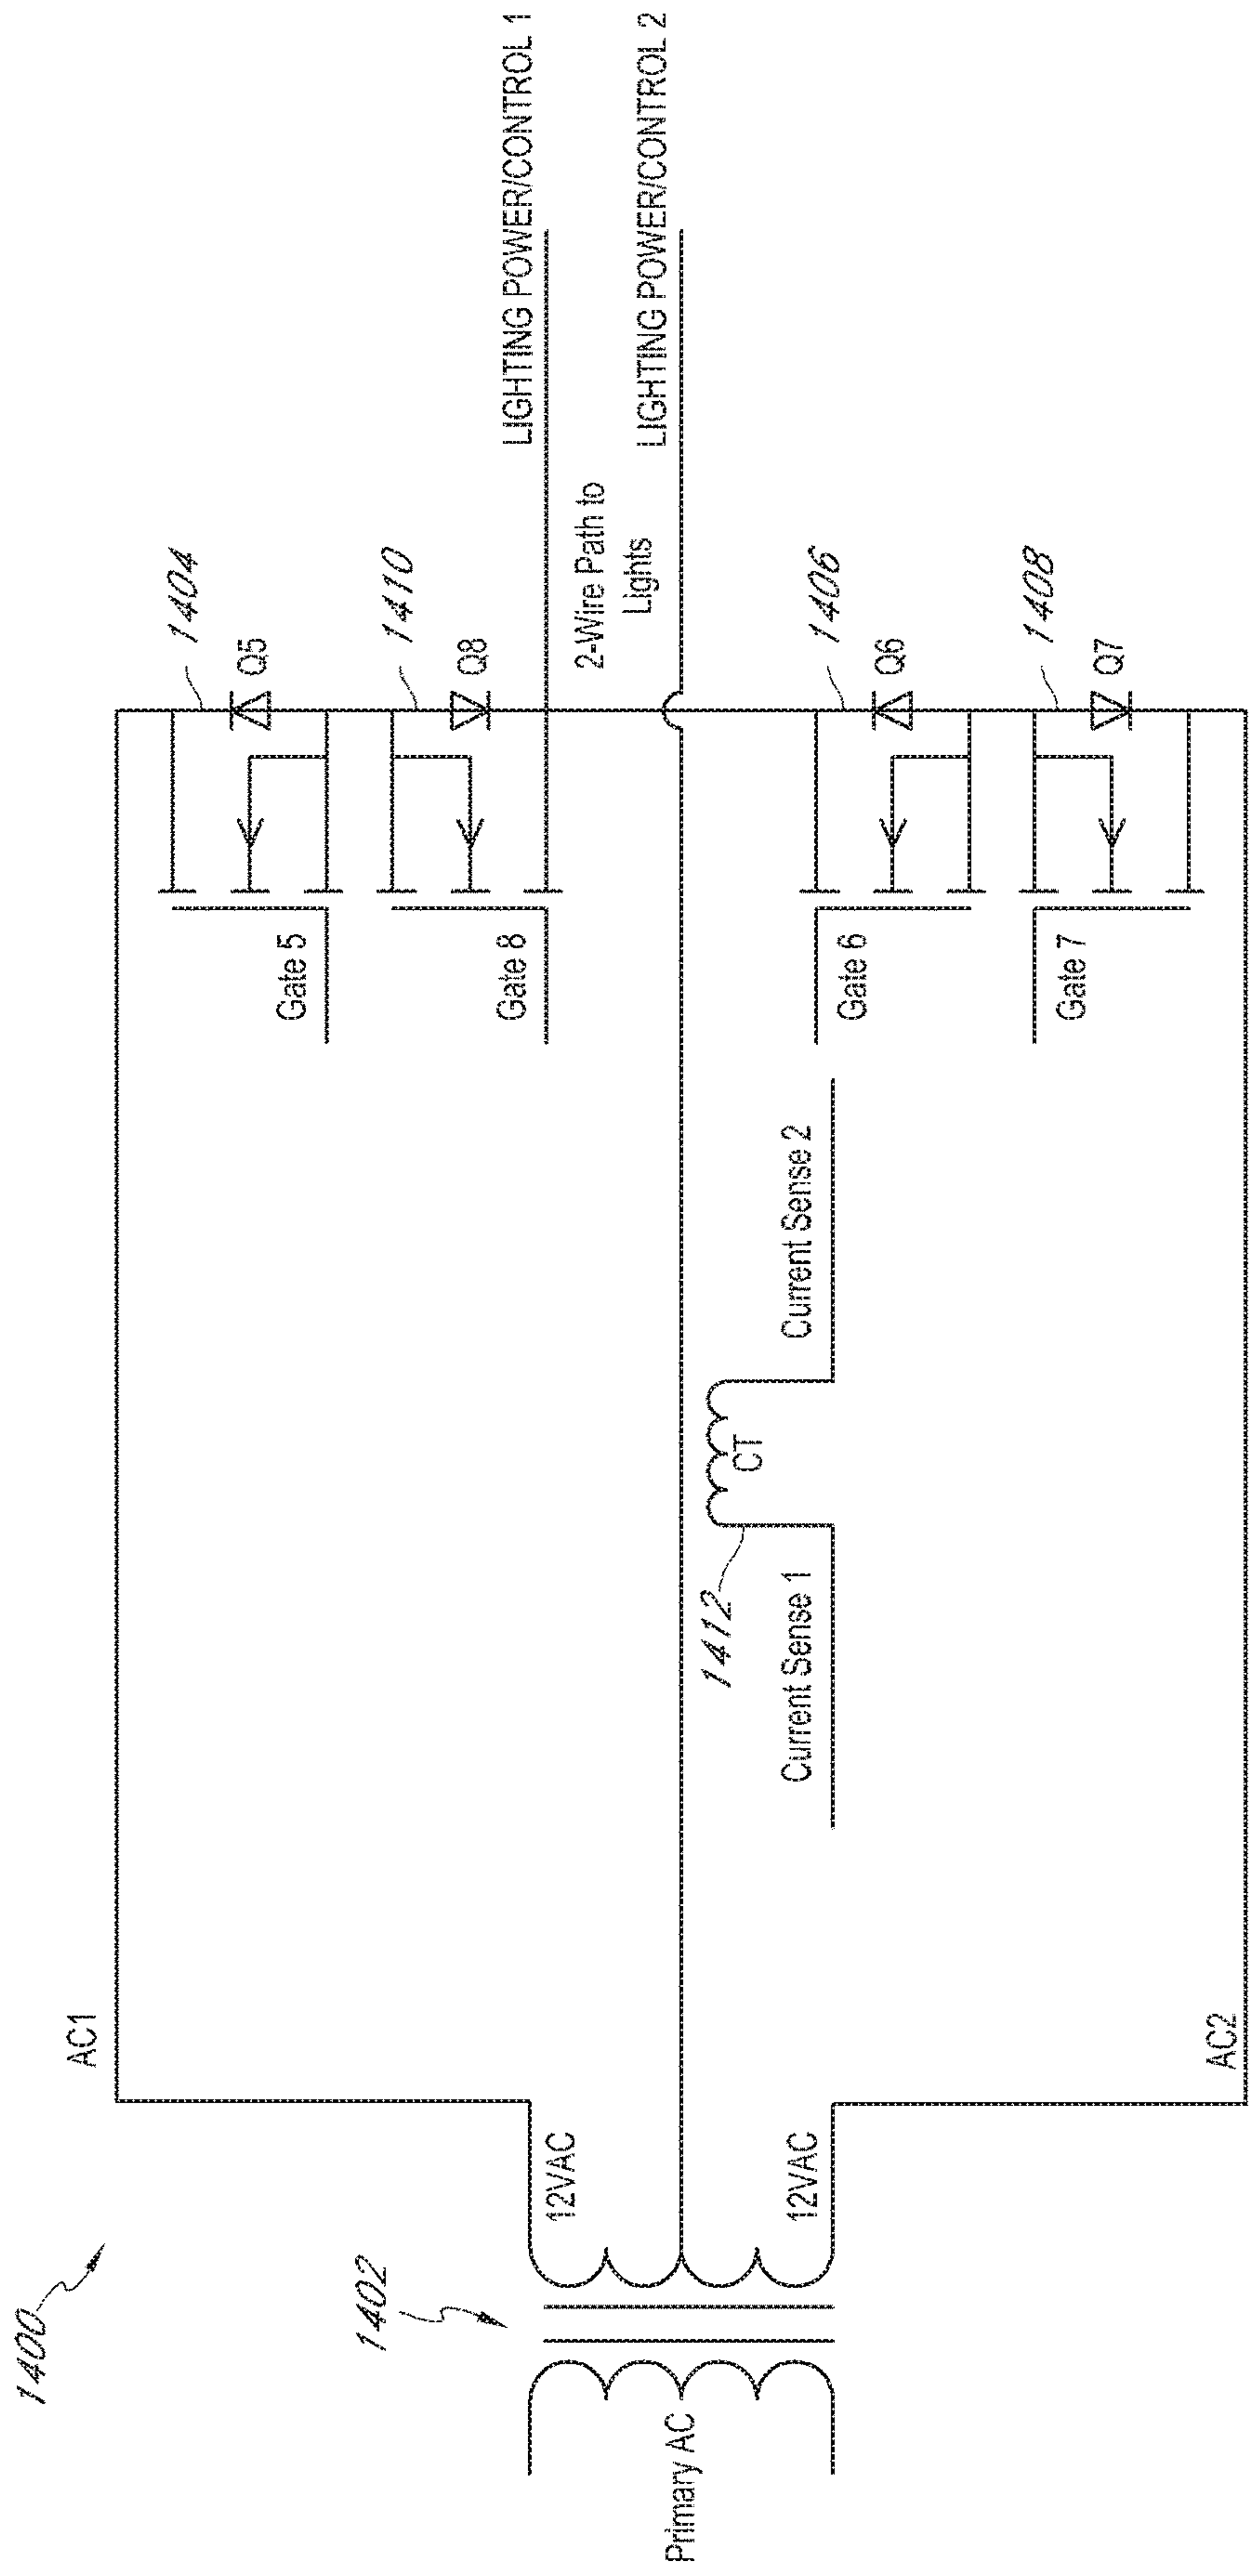 1400
1402
Primary AC
12VAC
12VAC
AC1
AC2
1412
CT
Current Sense 1
Current Sense 2
Gate 5
Gate 8
Gate 6
Gate 7
1404
Q5
1410
Q8
1406
Q6
1408
Q7
2-Wire Path to
Lights
LIGHTING POWER/CONTROL 1
LIGHTING POWER/CONTROL 2